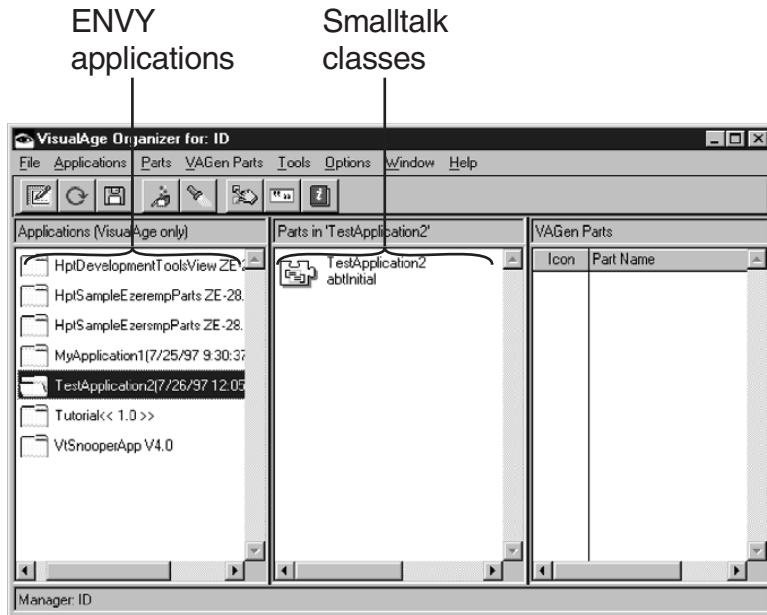 ENVY
applications
Smalltalk
classes
VisualAge Organizer for: ID
File Applications Parts VAGen Parts Tools Options Window Help
Applications (VisualAge only)
Parts in 'TestApplication2'
VAGen Parts
HptDevelopmentToolsView ZE-2
HptSampleEzerempParts ZE-28.
HptSampleEzersmpParts ZE-28.
MyApplication1(7/25/97 9:30:37
TestApplication2(7/26/97 12:05
Tutorial<< 1.0 >>
VtSnooperApp V4.0
TestApplication2
abtInitial
Icon Part Name
Manager: ID